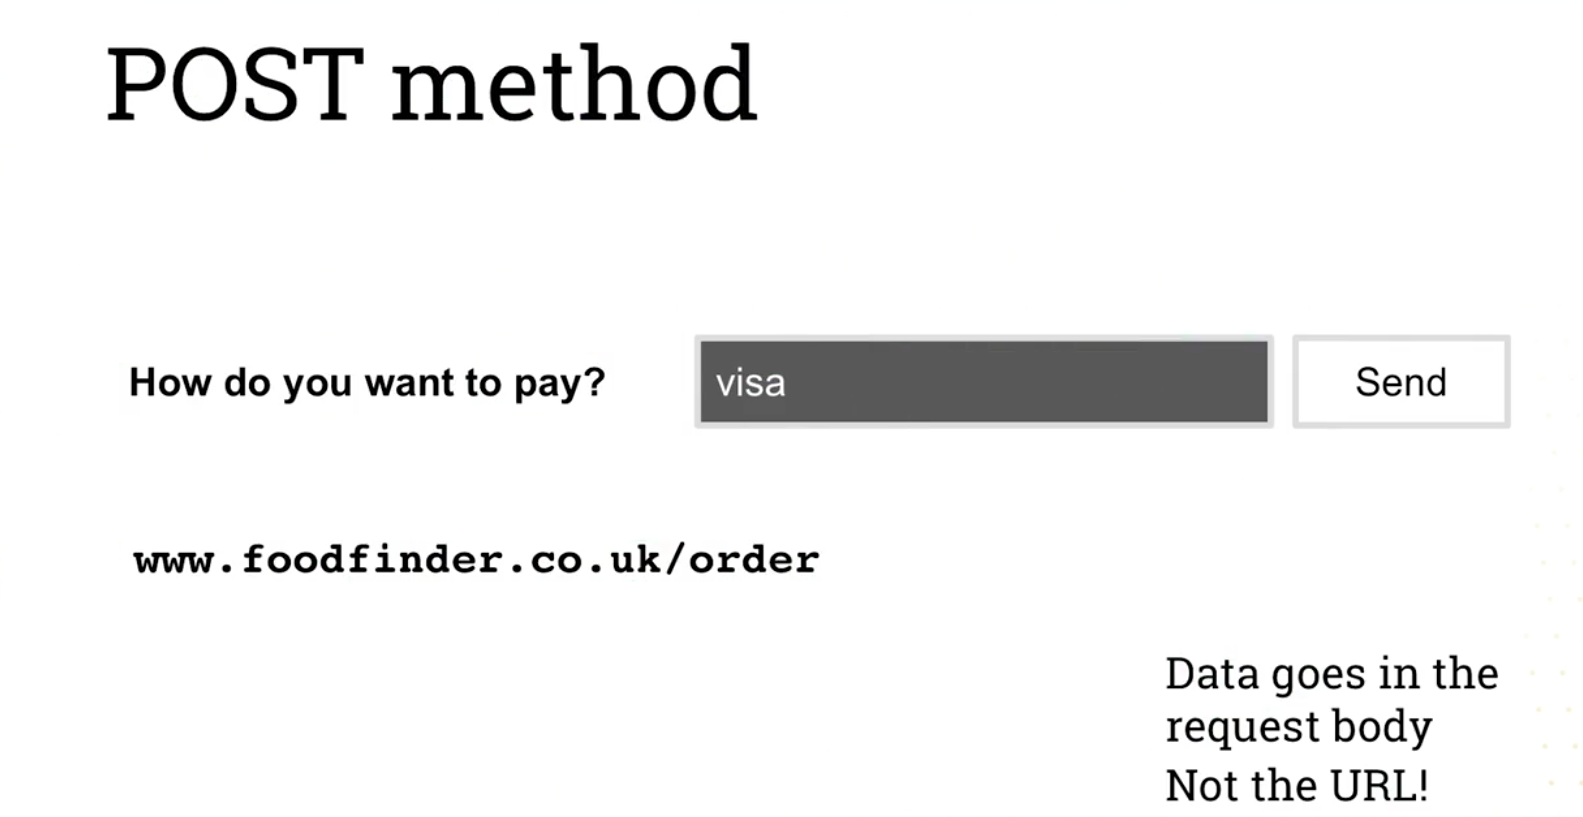 POST method
How do you want to pay?
visa
Send
www.foodfinder.co.uk/order
Data goes in the
request body
Not the URL!